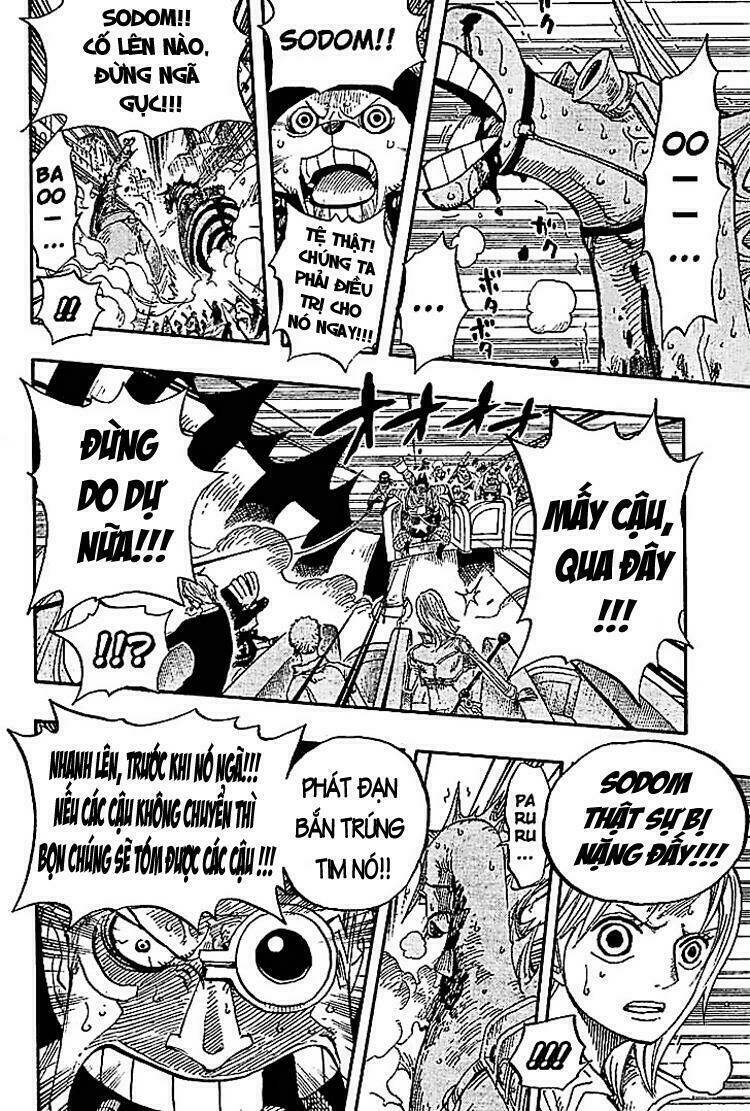 OO
—
—
...
...
SODOM!!
TỆ THẬT!
CHÚNG TA
PHẢI ĐIỀU
TRỊ CHO
NÓ NGAY!!!
SODOM!!
CỐ LÊN NÀO,
ĐỪNG NGÃ
GỤC!!!
BA
OO
—
...
!!
MẤY CẬU,
QUA ĐÂY
!!!
ĐỪNG
DO DỰ
NỮA!!!
!!?
SODOM
THẬT SỰ BỊ
NẶNG ĐẤY!!!
!!!
PA
RU
RU
...
PHÁT ĐẠN
BẮN TRÚNG
TIM NÓ!!
NHANH LÊN, TRƯỚC KHI NÓ NGÃ!!!
NẾU CÁC CẬU KHÔNG CHUYỂN THÌ
BỌN CHÚNG SẼ TÓM ĐƯỢC CÁC CẬU !!!